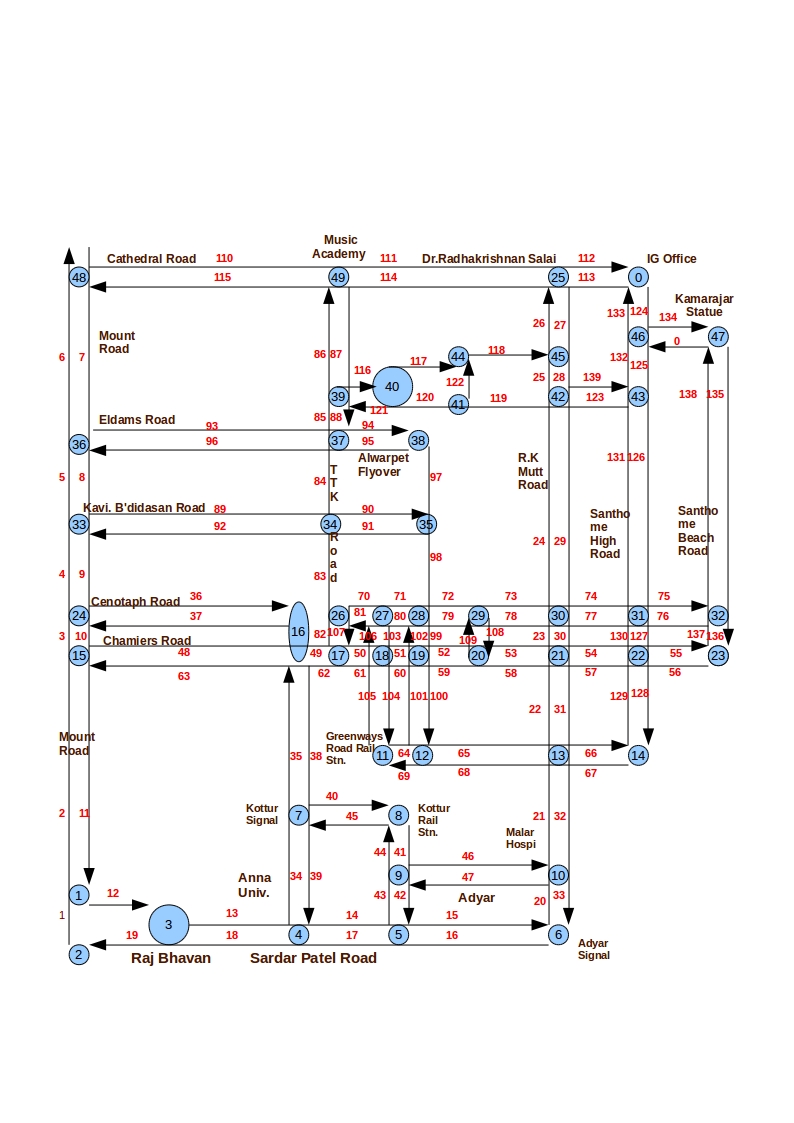 Music
Academy
Cathedral Road 110 111 Dr.Radhakrishnan Salai 112 IG Office
48 115 49 114 25 113 0
Kamarajar
Statue
133 124 134
26 27
46 47
Mount
Road
132 0
6 7 86 87 117 44 118 45
116 125
122
40 25 28 139 138 135
39 120 41 119 42 123 43
121
Eldams Road 93 85 88 94
36 96 37 95 38
Alwarpet
Flyover
R.K
Mutt
Road
131 126
5 8 84 T
T
K
97
Kavi. B'didasan Road 89 90
33 92 34 91 35
Santho
me
High
Road
Santho
me
Beach
Road
R
o
a
d
98 24 29
4 9 83
Cenotaph Road 36 70 71 72 73 74 75
24 37 26 81 27 80 28 79 29 78 30 77 31 76 32
16
3 10 Chamiers Road 82 107 106 103 102 99 109 108 23 30 130 127 137 136
15 48 49 17 50 18 51 19 52 20 53 21 54 22 55 23
63 62 61 60 59 58 57 56
105 104 101 100 22 31 129 128
Mount
Road
Greenways
Road Rail
Stn.
35 38 11 64 12 65 13 66 14
69 68 67
40
2 11 Kottur
Signal
7 45 8 Kottur
Rail
Stn.
21 32
Malar
Hospi
44 41 46
Anna
Univ.
34 39 9 47 10
1 12 43 42 Adyar 20 33
1 3 13 14 15
19 18 4 17 5 16 6
2 Adyar
Signal
Raj Bhavan Sardar Patel Road